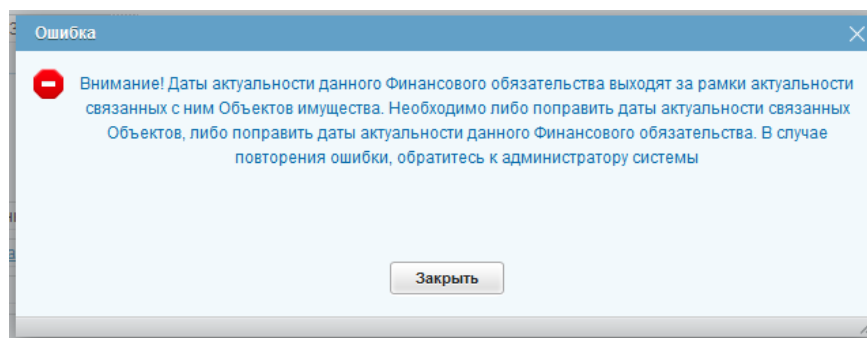 Ошибка
Внимание! Даты актуальности данного Финансового обязательства выходят за рамки актуальности
связанных с ним Объектов имущества. Необходимо либо поправить даты актуальности связанных
Объектов, либо поправить даты актуальности данного Финансового обязательства. В случае
повторения ошибки, обратитесь к администратору системы
Закрыть